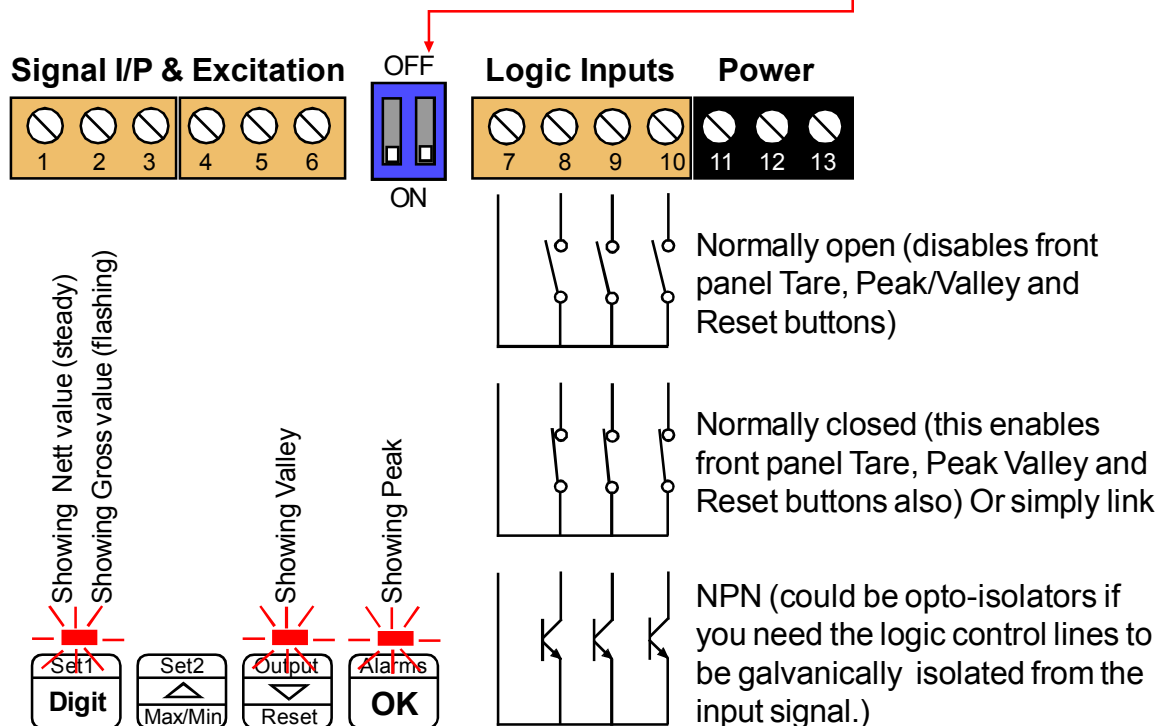 Signal I/P & Excitation
OFF
Logic Inputs
Power
1 2 3 4 5 6
7 8 9 10 11 12 13
ON
Normally open (disables front
panel Tare, Peak/Valley and
Reset buttons)
Normally closed (this enables
front panel Tare, Peak Valley and
Reset buttons also) Or simply link
NPN (could be opto-isolators if
you need the logic control lines to
be galvanically isolated from the
input signal.)
Showing Nett value (steady)
Showing Gross value (flashing)
Showing Valley
Showing Peak
Set1
Digit
Set2
Max/Min
Output
Reset
Alarms
OK